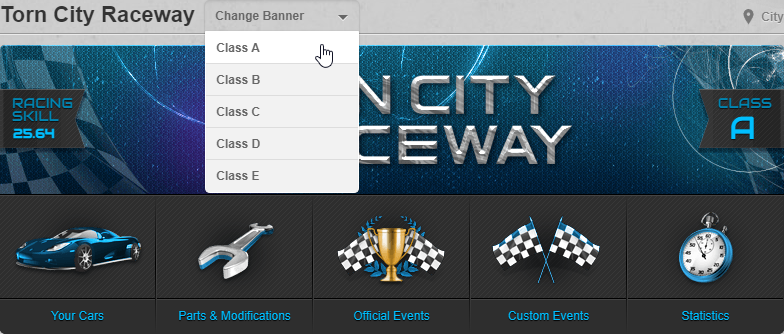 Torn City Raceway
Change Banner
City
Class A
Class B
Class C
Class D
Class E
RACING
SKILL
25.64
N CITY
CEWAY
CLASS
A
Your Cars
Parts & Modifications
Official Events
Custom Events
Statistics